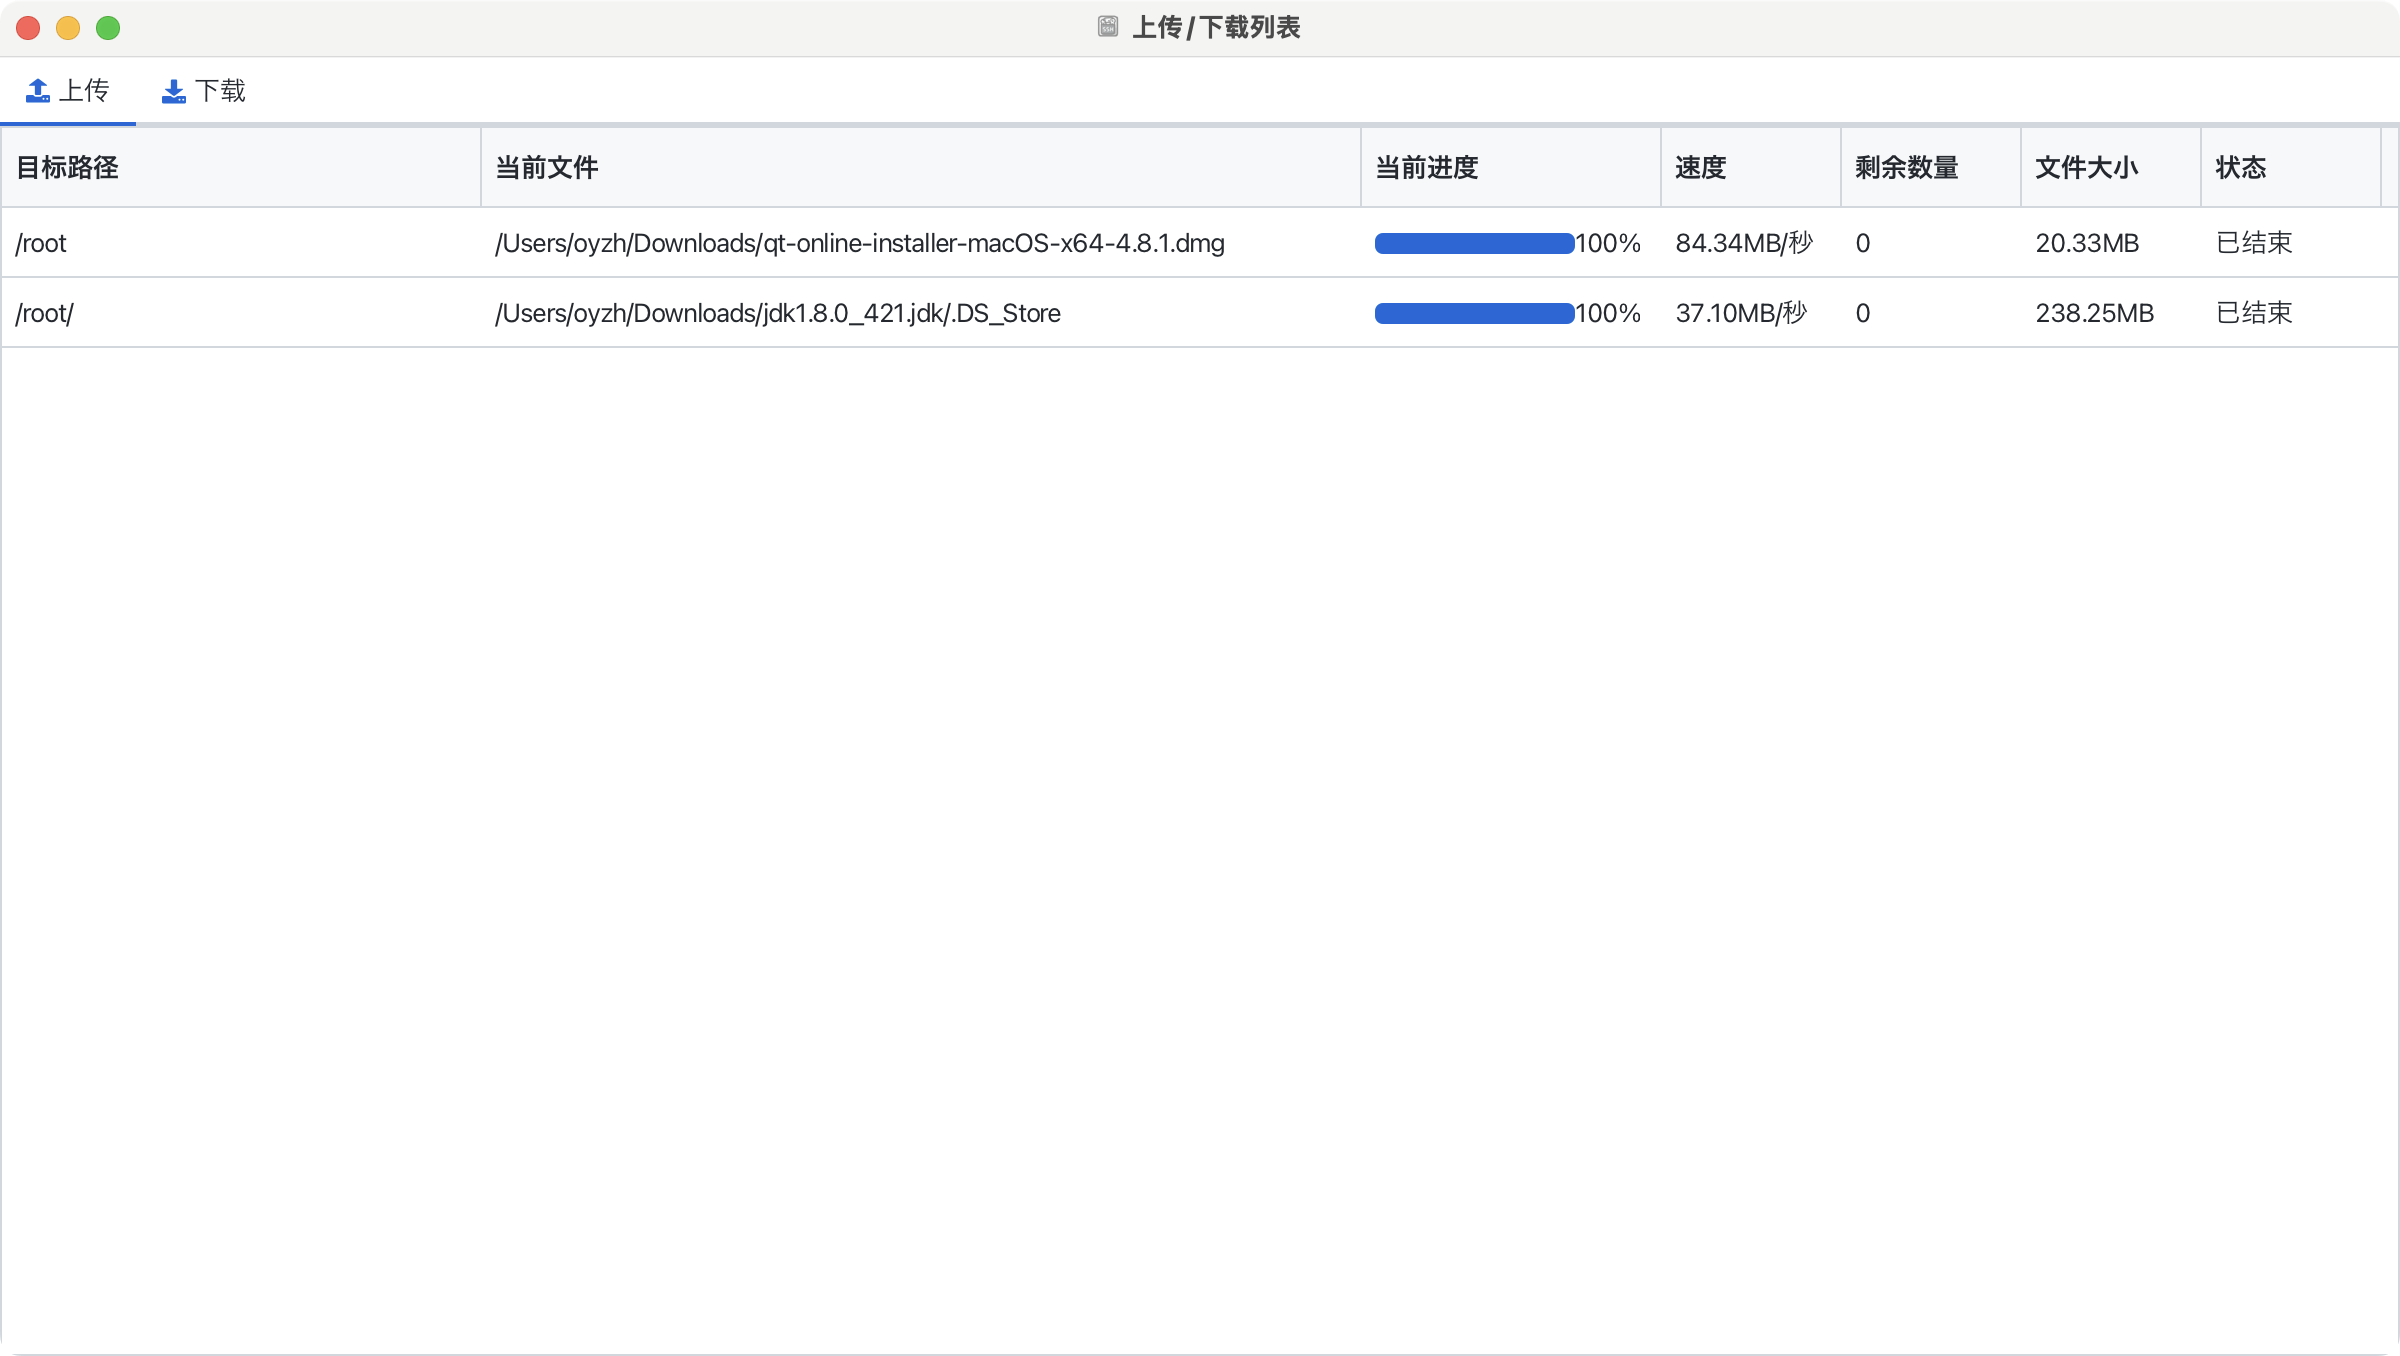 上传/下载列表
上传 下载
目标路径 当前文件 当前进度 速度 剩余数量 文件大小 状态
/root /Users/oyzh/Downloads/qt-online-installer-macOS-x64-4.8.1.dmg 100% 84.34MB/秒 0 20.33MB 已结束
/root/ /Users/oyzh/Downloads/jdk1.8.0_421.jdk/.DS_Store 100% 37.10MB/秒 0 238.25MB 已结束